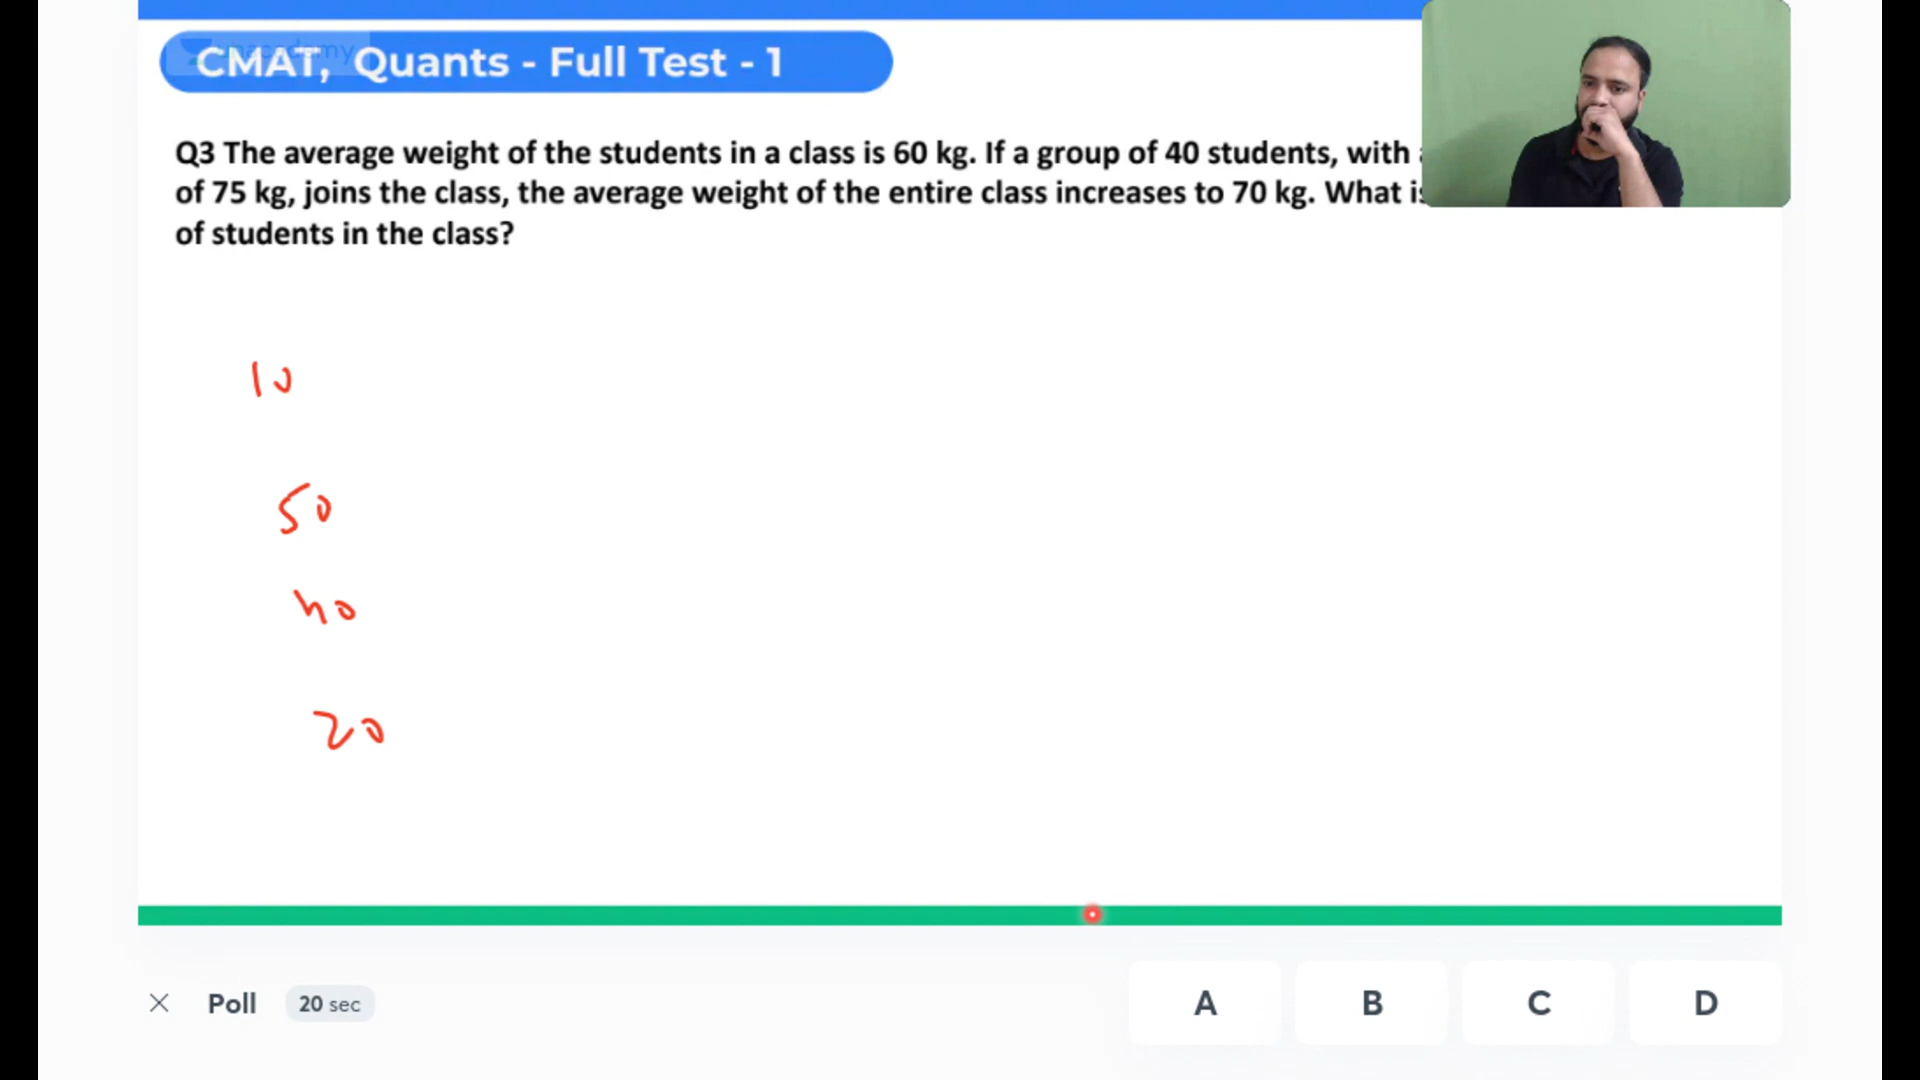 CMAT, Quants - Full Test - 1
Q3 The average weight of the students in a class is 60 kg. If a group of 40 students, with
of 75 kg, joins the class, the average weight of the entire class increases to 70 kg. What is
of students in the class?
10
50
40
20
Poll 20 sec A B C D